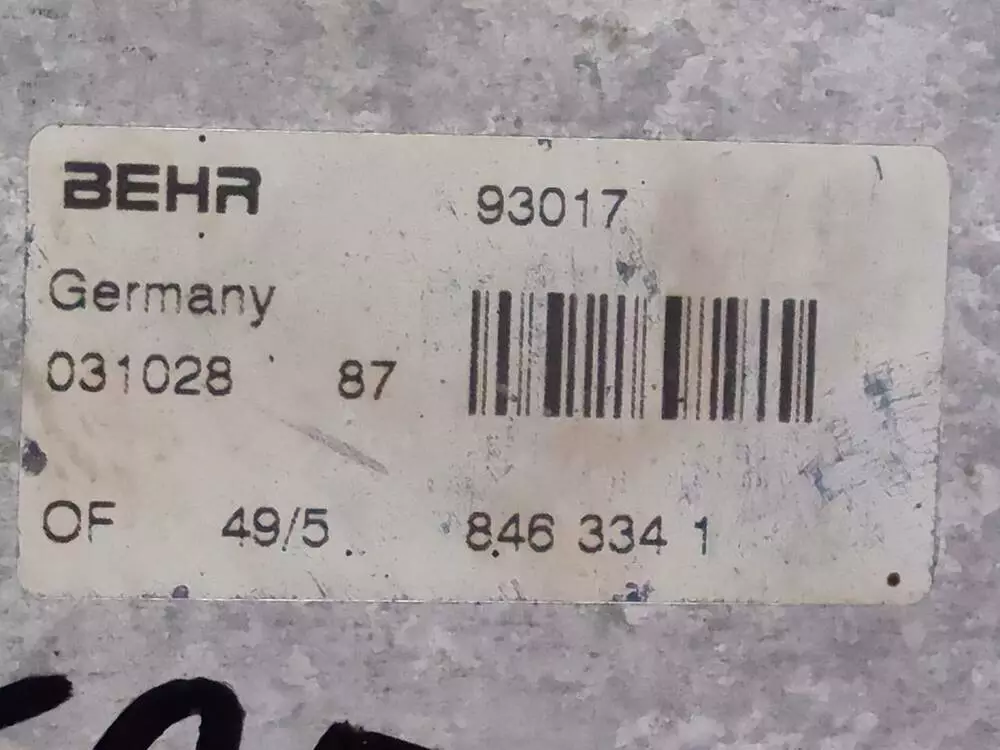 BEHR 93017
Germany
031028 87
OF 49/5 846 334 1